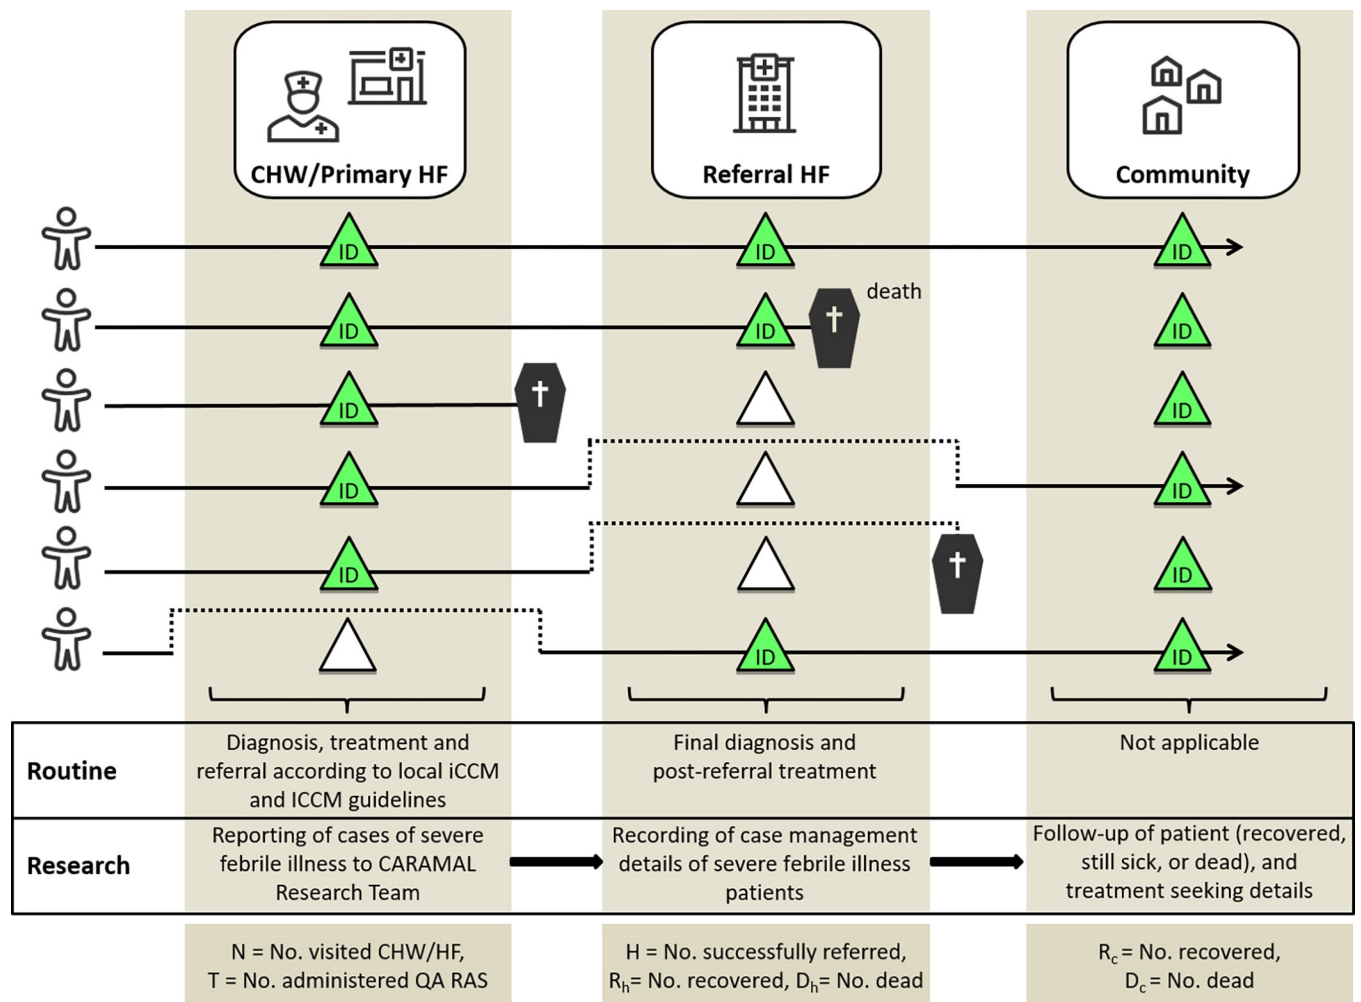 CHW/Primary HF
Referral HF
Community
ID
ID
ID
death
ID
ID
ID
ID
ID
ID
ID
ID
ID
ID
ID
Routine
Diagnosis, treatment and
referral according to local iCCM
and ICCM guidelines
Final diagnosis and
post-referral treatment
Not applicable
Research
Reporting of cases of severe
febrile illness to CARAMAL
Research Team
Recording of case management
details of severe febrile illness
patients
Follow-up of patient (recovered,
still sick, or dead), and
treatment seeking details
N = No. visited CHW/HF,
T = No. administered QA RAS
H = No. successfully referred,
Rh= No. recovered, Dh= No. dead
Rc = No. recovered,
Dc = No. dead